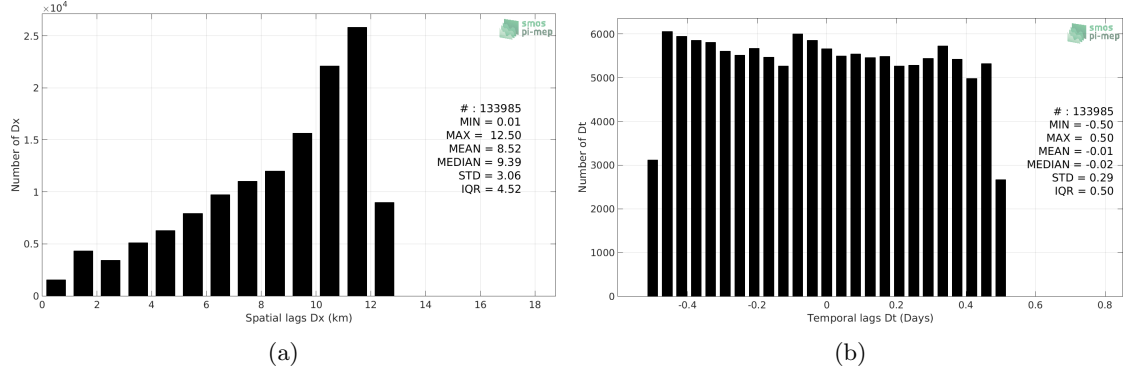 ×10⁴
2.5
2
1.5
1
0.5
0
0
2
4
6
8
10
12
14
16
18
Number of Dx
Spatial lags Dx (km)
smos
pi-mep
# : 133985
MIN = 0.01
MAX = 12.50
MEAN = 8.52
MEDIAN = 9.39
STD = 3.06
IQR = 4.52
(a)
6000
5000
4000
3000
2000
1000
0
-0.4
-0.2
0
0.2
0.4
0.6
0.8
Number of Dt
Temporal lags Dt (Days)
smos
pi-mep
# : 133985
MIN = -0.50
MAX = 0.50
MEAN = -0.01
MEDIAN = -0.02
STD = 0.29
IQR = 0.50
(b)